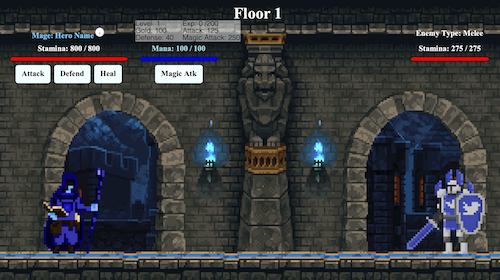 Floor 1
Mage: Hero Name
Level: 1 Exp: 0 /200
Gold: 100 Attack: 125
Defense: 40 Magic Attack: 250
Enemy Type: Melee
Stamina: 800 / 800
Mana: 100 / 100
Stamina: 275 / 275
Attack
Defend
Heal
Magic Atk